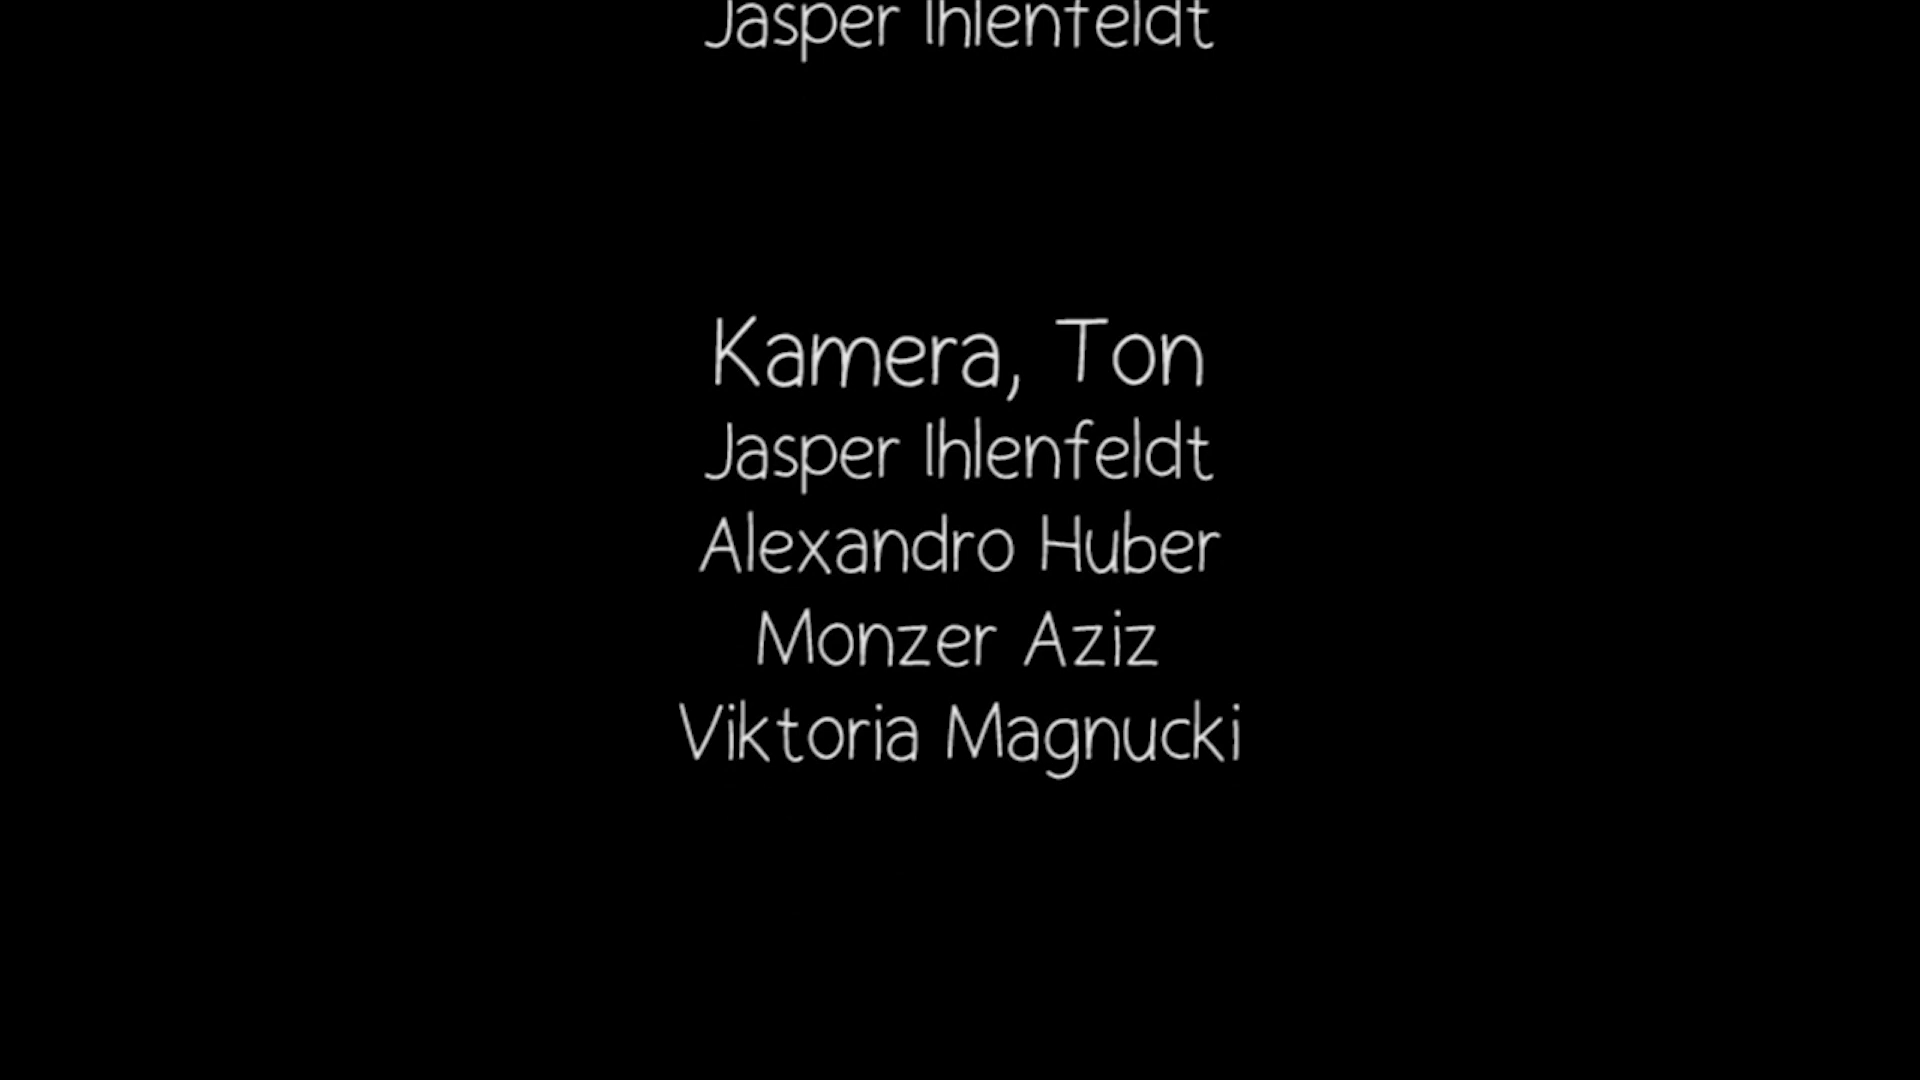 Jasper Ihlenfeldt
Kamera, Ton
Jasper Ihlenfeldt
Alexandro Huber
Monzer Aziz
Viktoria Magnucki